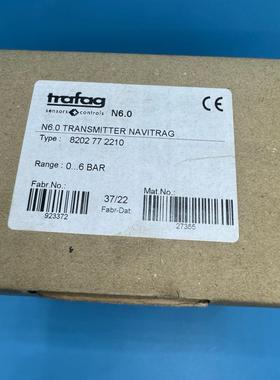 trafag
sensors controls N6.0
CE
N6.0 TRANSMITTER NAVITRAG
Type : 8202 77 2210
Range : 0...6 BAR
Fabr.No.: 37/22 Mat.No.:
Fabr-Dat
923372 27355